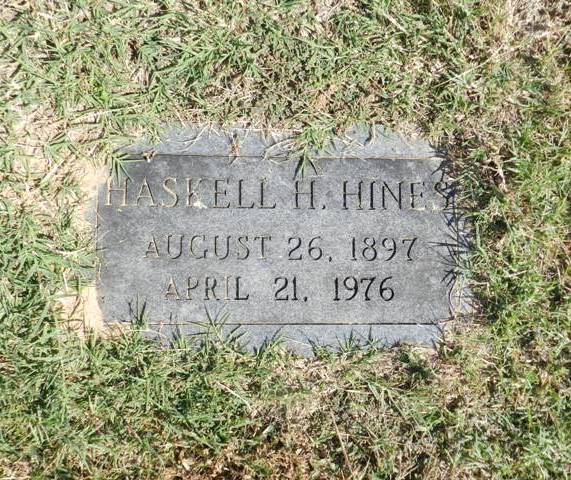 HASKELL H. HINES
AUGUST 26, 1897
APRIL 21, 1976